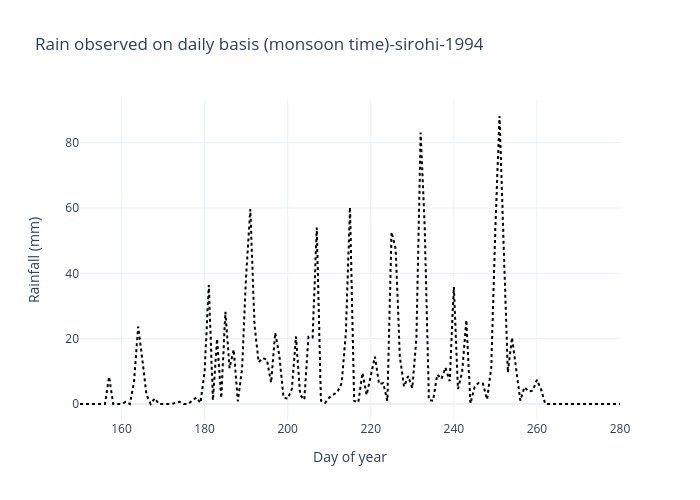 Rain observed on daily basis (monsoon time)-sirohi-1994
80
60
40
20
0
Rainfall (mm)
160 180 200 220 240 260 280
Day of year